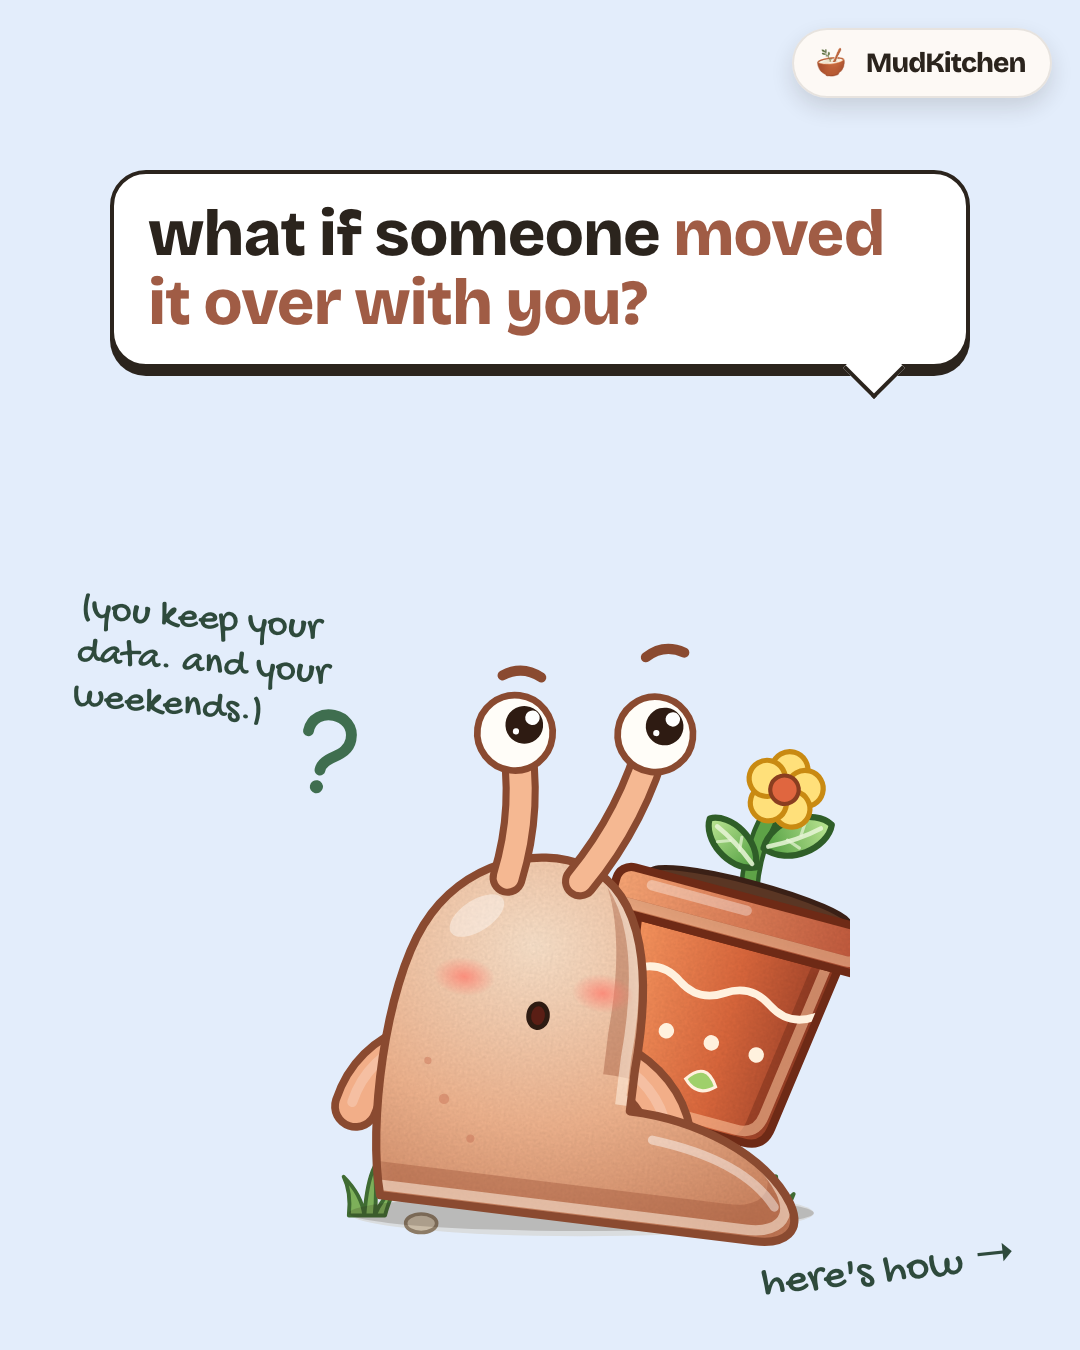 MudKitchen
what if someone moved
it over with you?
(you keep your
data. and your
weekends.)
?
here's how →